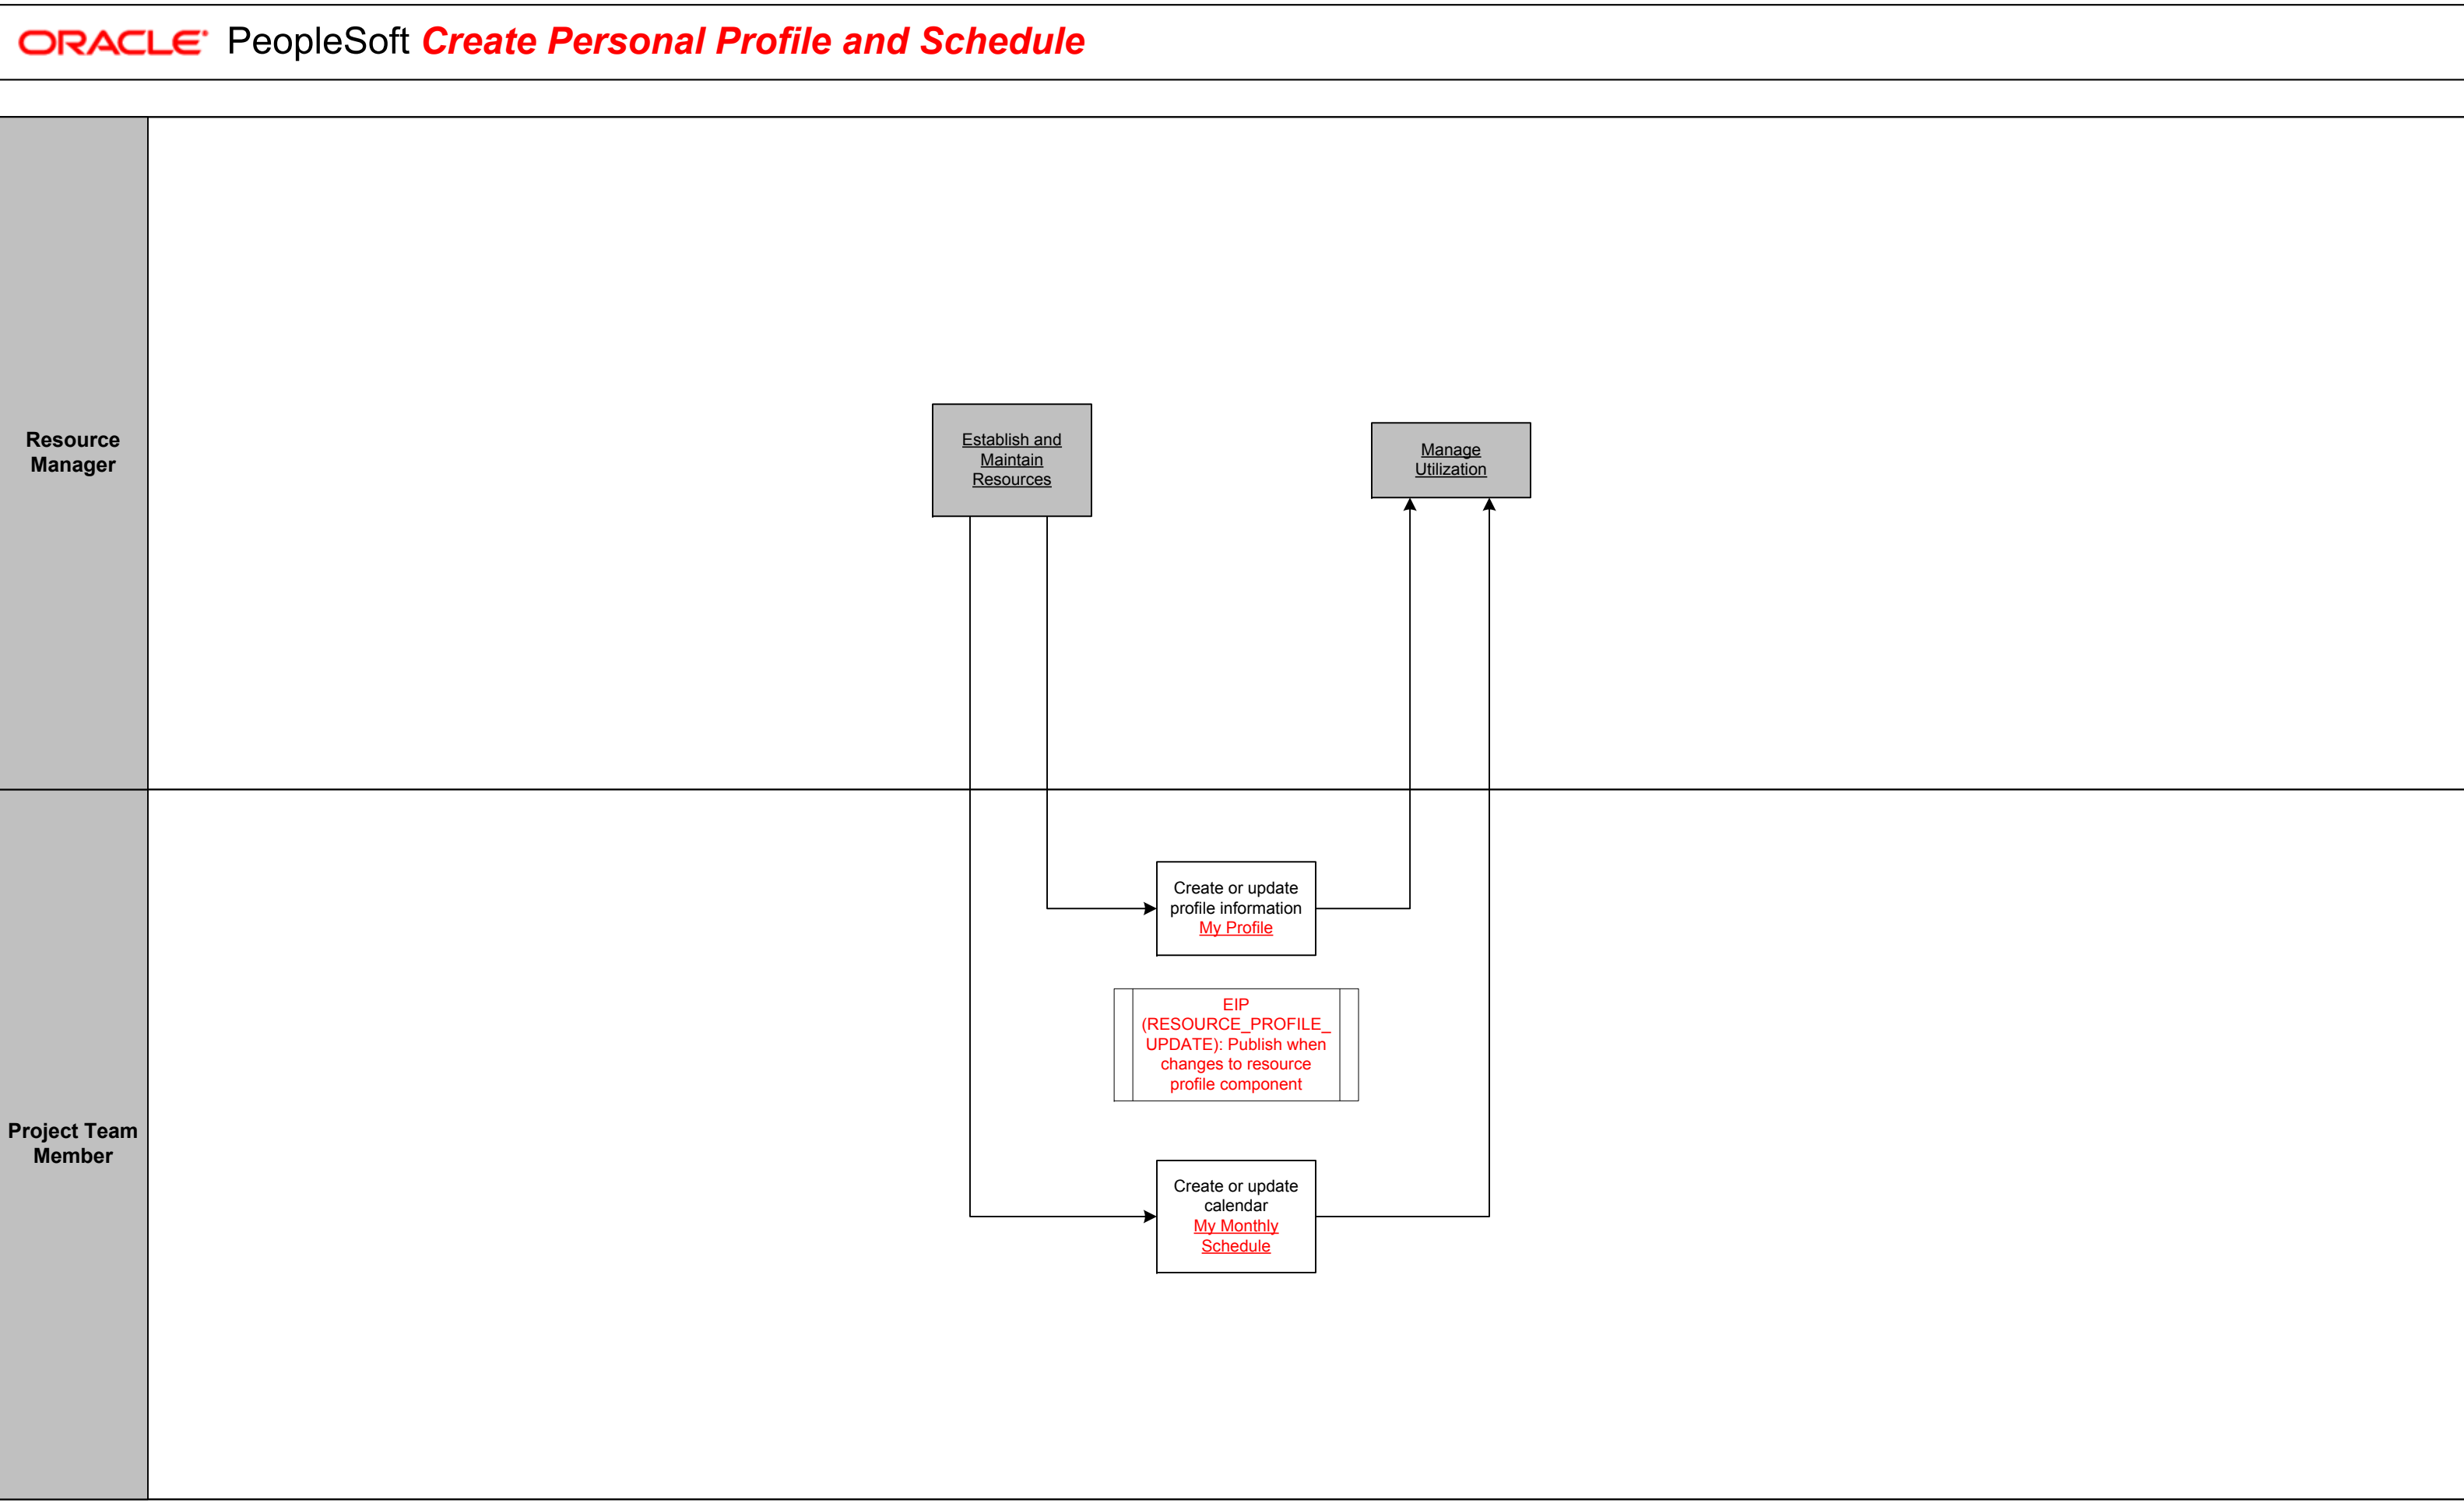 ORACLE PeopleSoft Create Personal Profile and Schedule
Resource
Manager
Establish and
Maintain
Resources
Manage
Utilization
Project Team
Member
Create or update
profile information
My Profile
EIP
(RESOURCE_PROFILE_
UPDATE): Publish when
changes to resource
profile component
Create or update
calendar
My Monthly
Schedule